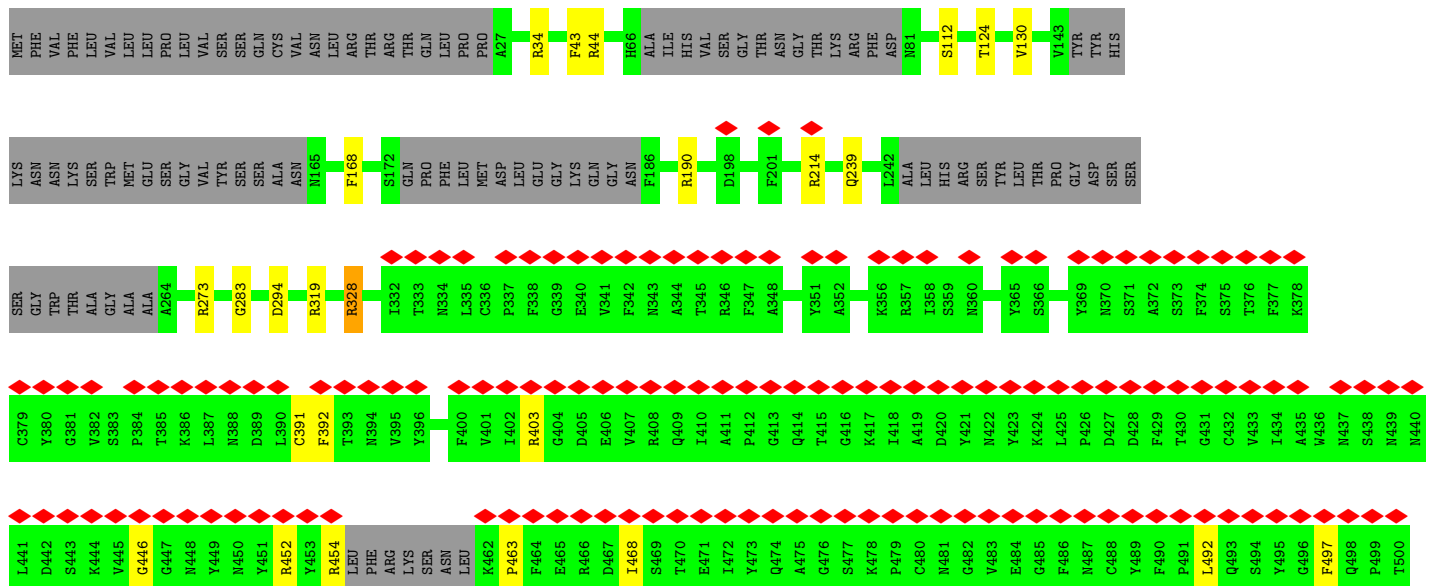 MET PHE VAL PHE LEU VAL LEU LEU PRO LEU VAL SER SER GLN CYS VAL ASN LEU ARG THR ARG THR GLN LEU PRO PRO A27 R34 F43 R44 H66 ALA ILE HIS VAL SER GLY THR ASN GLY THR LYS ARG PHE ASP N81 S112 T124 V130 V143 TYR TYR HIS
LYS ASN ASN LYS SER TRP MET GLU SER GLY VAL TYR SER SER ALA ASN N165 F168 S172 GLN PRO PHE LEU MET ASP LEU GLU GLY LYS GLN GLY ASN F186 R190 D198 F201 R214 Q239 L242 ALA LEU HIS ARG SER TYR LEU THR PRO GLY ASP SER SER
SER GLY TRP THR ALA GLY ALA ALA A264 R273 G283 D294 R319 R328 I332 T333 N334 L335 C336 P337 F338 G339 E340 V341 F342 N343 A344 T345 R346 F347 A348 Y351 A352 K356 R357 I358 S359 N360 Y365 S366 Y369 N370 S371 A372 S373 F374 S375 T376 F377 K378
C379 Y380 G381 V382 S383 P384 T385 K386 L387 N388 D389 L390 C391 F392 T393 N394 V395 Y396 F400 V401 I402 R403 G404 D405 E406 V407 R408 Q409 I410 A411 P412 G413 Q414 T415 G416 K417 I418 A419 D420 Y421 N422 Y423 K424 L425 P426 D427 D428 F429 T430 G431 C432 V433 I434 A435 W436 N437 S438 N439 N440
L441 D442 S443 K444 V445 G446 G447 N448 Y449 N450 Y451 R452 Y453 R454 LEU PHE ARG LYS SER ASN LEU K462 P463 F464 E465 R466 D467 I468 S469 T470 E471 I472 Y473 Q474 A475 G476 S477 K478 P479 C480 N481 G482 V483 E484 G485 F486 N487 C488 Y489 F490 P491 L492 Q493 S494 Y495 G496 F497 Q498 P499 T500